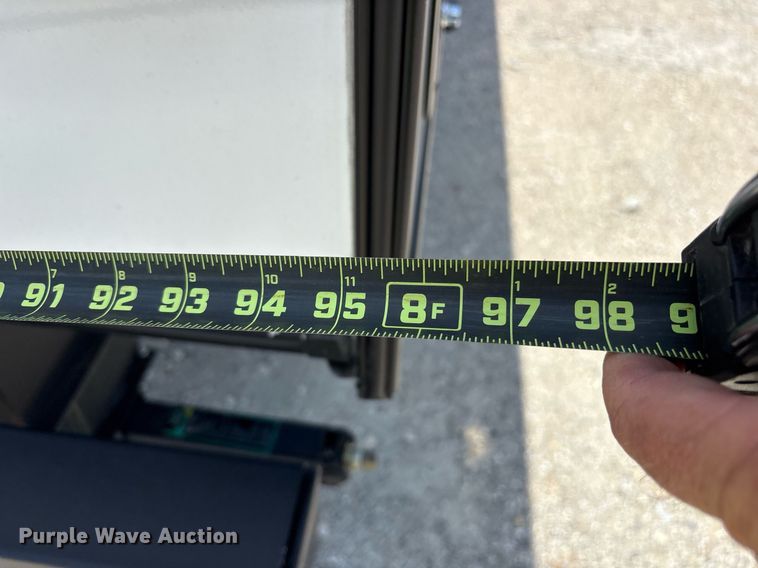 7 8 9 10 11 1 2
91 92 93 94 95 8F 97 98 9
Purple Wave Auction